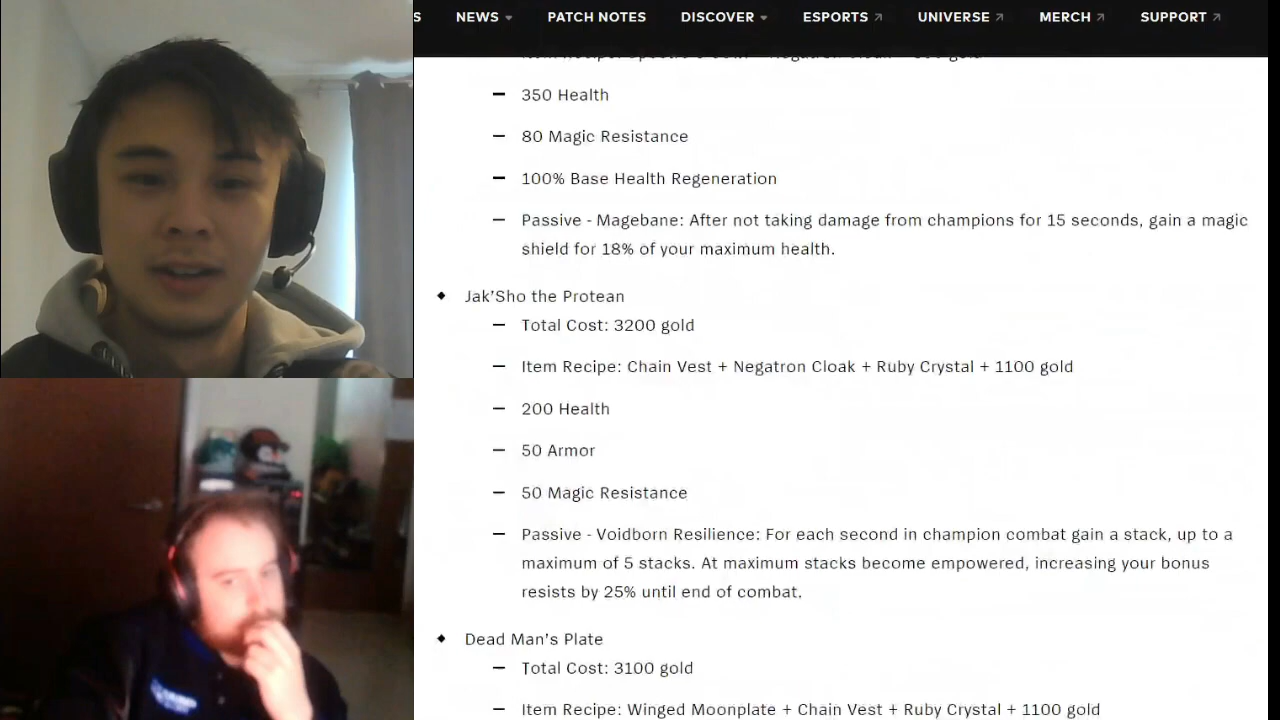 S NEWS PATCH NOTES DISCOVER ESPORTS UNIVERSE MERCH SUPPORT
350 Health
80 Magic Resistance
100% Base Health Regeneration
Passive - Magebane: After not taking damage from champions for 15 seconds, gain a magic
shield for 18% of your maximum health.
Jak'Sho the Protean
Total Cost: 3200 gold
Item Recipe: Chain Vest + Negatron Cloak + Ruby Crystal + 1100 gold
200 Health
50 Armor
50 Magic Resistance
Passive - Voidborn Resilience: For each second in champion combat gain a stack, up to a
maximum of 5 stacks. At maximum stacks become empowered, increasing your bonus
resists by 25% until end of combat.
Dead Man's Plate
Total Cost: 3100 gold
Item Recipe: Winged Moonplate + Chain Vest + Ruby Crystal + 1100 gold